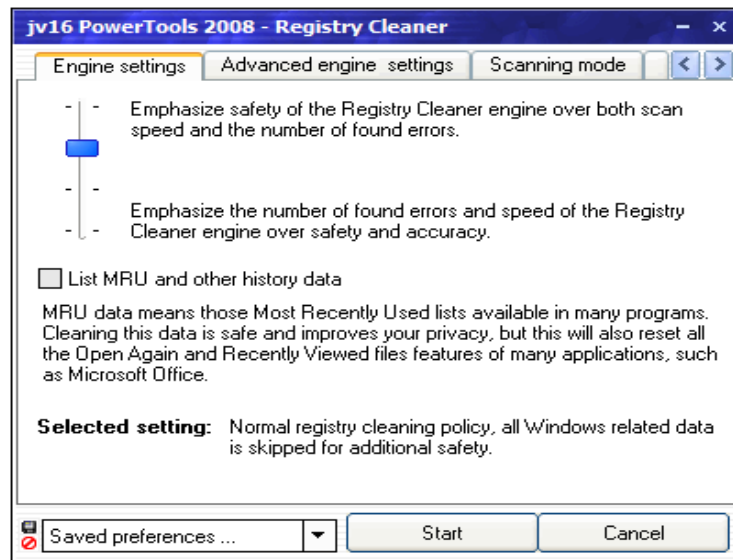 jv16 PowerTools 2008 - Registry Cleaner
Engine settings
Advanced engine settings
Scanning mode
Emphasize safety of the Registry Cleaner engine over both scan
speed and the number of found errors.
Emphasize the number of found errors and speed of the Registry
Cleaner engine over safety and accuracy.
List MRU and other history data
MRU data means those Most Recently Used lists available in many programs.
Cleaning this data is safe and improves your privacy, but this will also reset all
the Open Again and Recently Viewed files features of many applications, such
as Microsoft Office.
Selected setting: Normal registry cleaning policy, all Windows related data
is skipped for additional safety.
Saved preferences ...
Start
Cancel